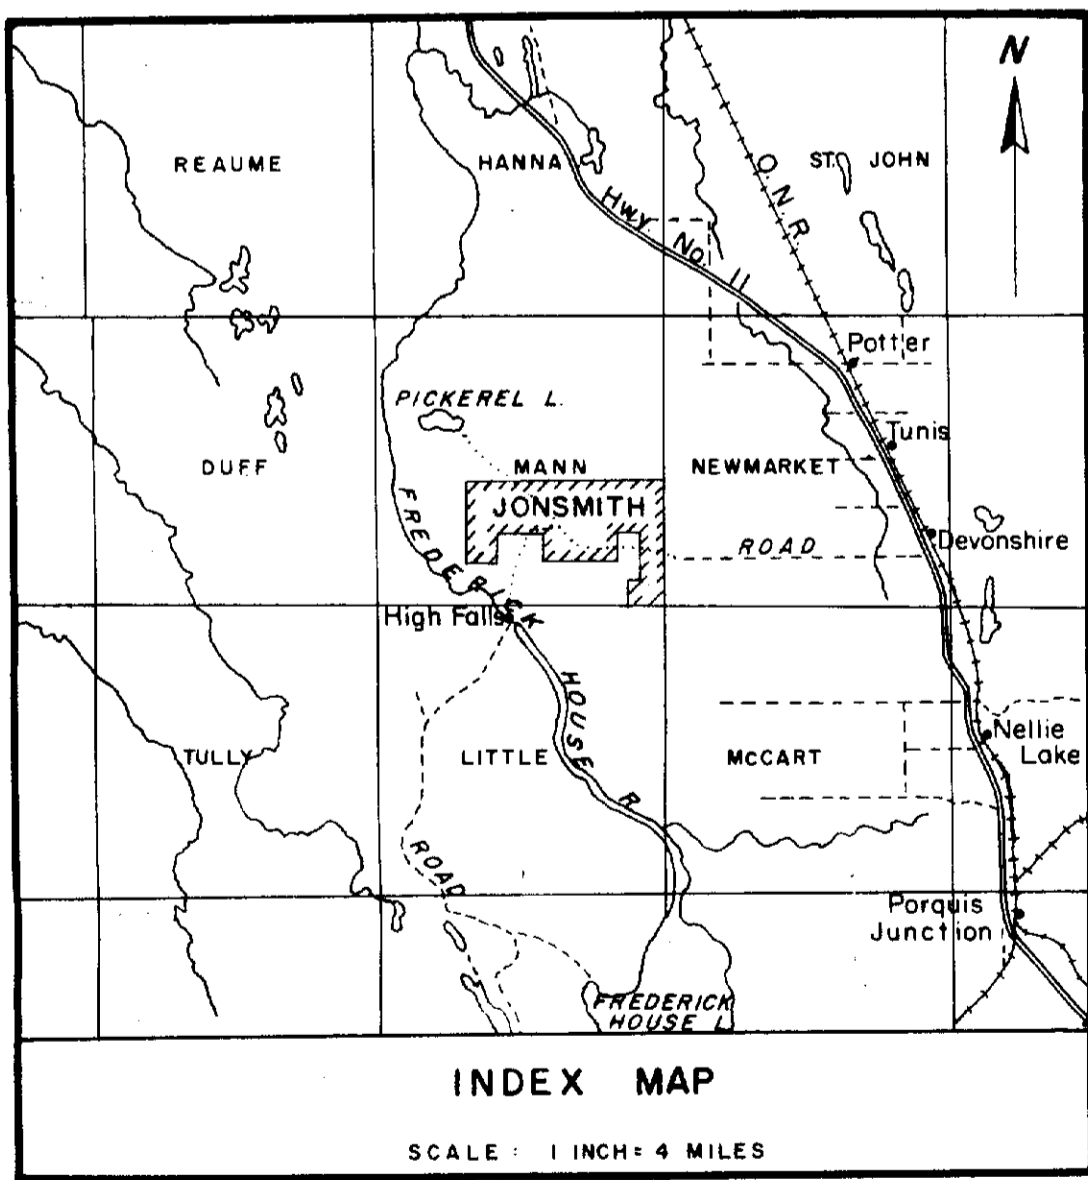 N
REAUME
HANNA
ST. JOHN
O. N. R.
Hwy. No. 11
Potter
PICKEREL L.
Tunis
DUFF
MANN
NEWMARKET
JONSMITH
ROAD
Devonshire
High Falls
FREDERICK HOUSE R
TULLY
LITTLE
McCART
Nellie
Lake
ROAD
Porquis
Junction
FREDERICK
HOUSE L.
INDEX MAP
SCALE : 1 INCH = 4 MILES